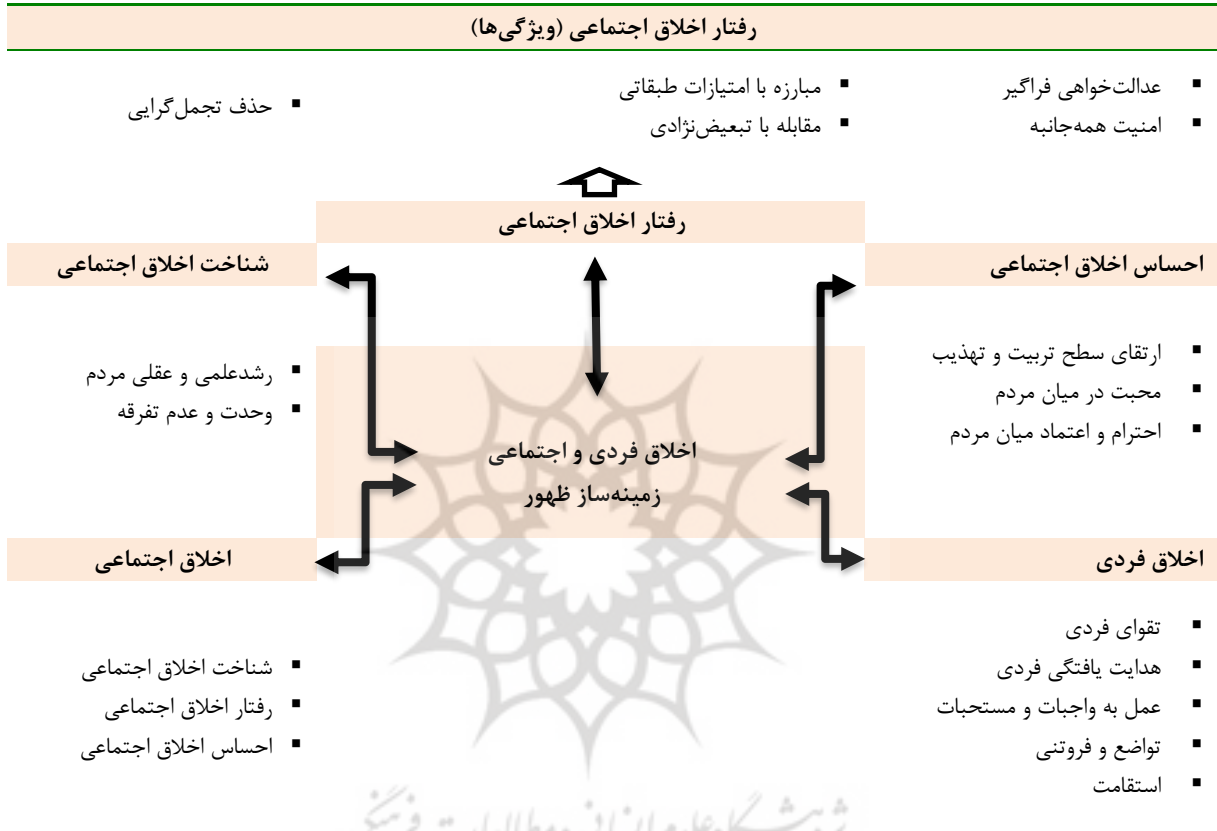 رفتار اخلاق اجتماعی (ویژگی‌ها)
عدالت‌خواهی فراگیر
امنیت همه‌جانبه
مبارزه با امتیازات طبقاتی
مقابله با تبعیض‌نژادی
حذف تجمل‌گرایی
رفتار اخلاق اجتماعی
احساس اخلاق اجتماعی
شناخت اخلاق اجتماعی
ارتقای سطح تربیت و تهذیب
محبت در میان مردم
احترام و اعتماد میان مردم
رشدعلمی و عقلی مردم
وحدت و عدم تفرقه
اخلاق فردی و اجتماعی
زمینه‌ساز ظهور
اخلاق فردی
اخلاق اجتماعی
تقوای فردی
هدایت یافتگی فردی
عمل به واجبات و مستحبات
تواضع و فروتنی
استقامت
شناخت اخلاق اجتماعی
رفتار اخلاق اجتماعی
احساس اخلاق اجتماعی